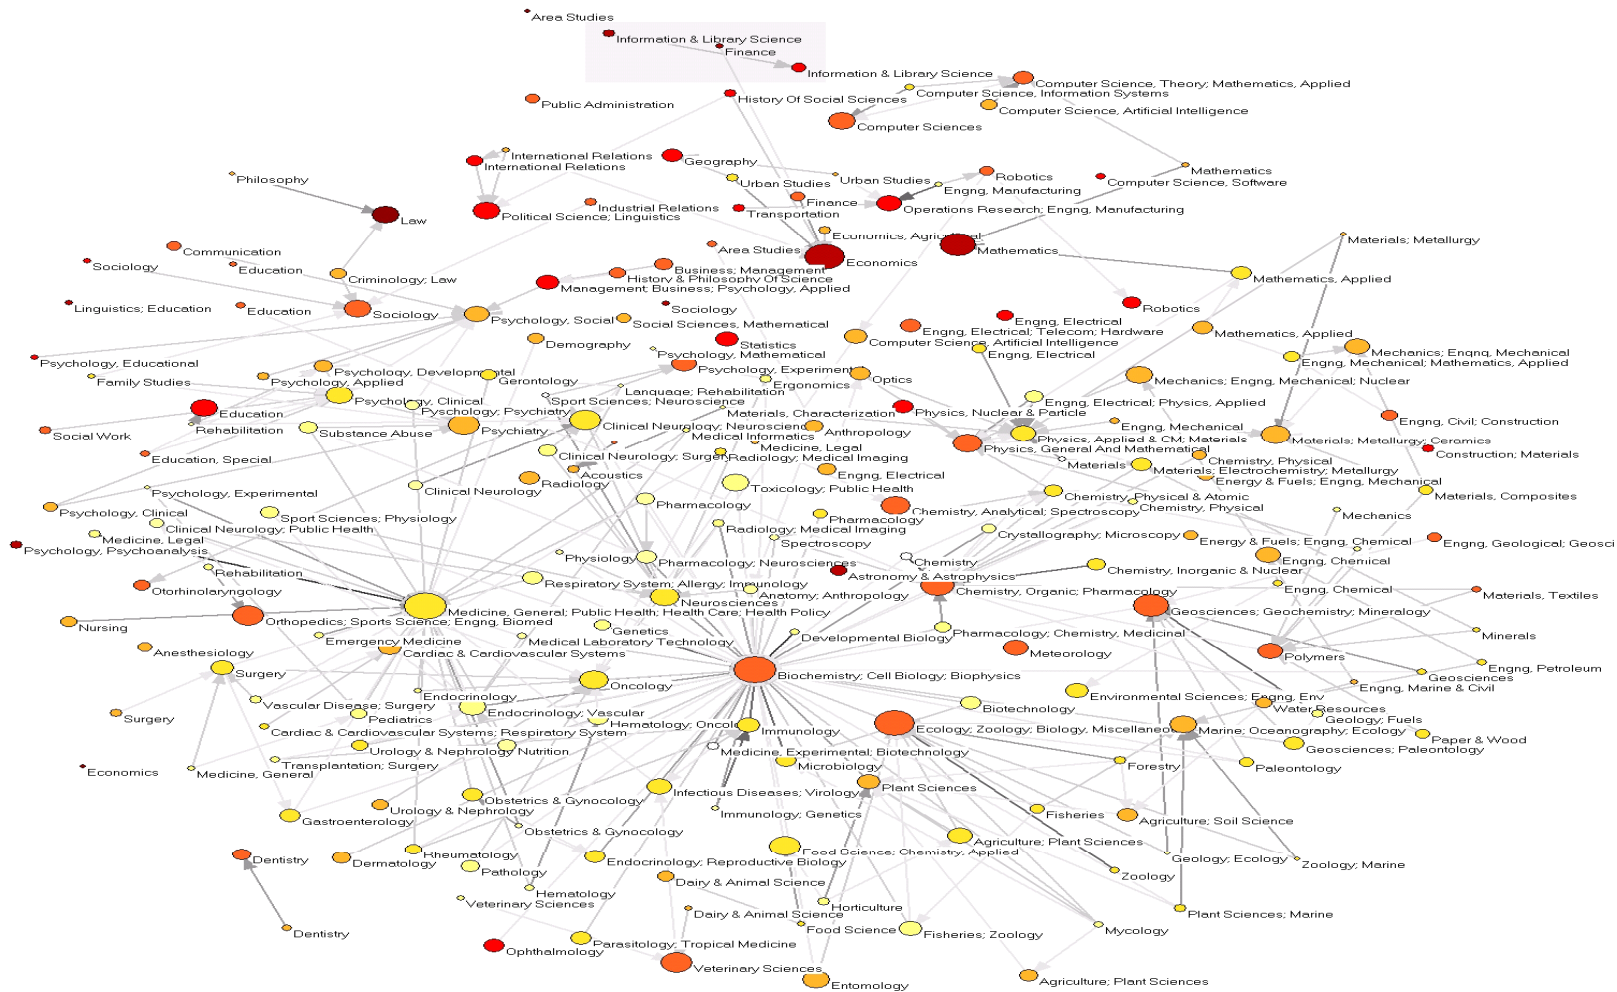 Area Studies
Information & Library Science
Finance
Information & Library Science
Computer Science, Theory; Mathematics, Applied
Computer Science, Information Systems
History Of Social Sciences
Public Administration
Computer Science, Artificial Intelligence
Computer Sciences
International Relations
International Relations
Geography
Mathematics
Philosophy
Urban Studies
Urban Studies
Robotics
Computer Science, Software
Engng, Manufacturing
Finance
Industrial Relations
Transportation
Operations Research; Engng, Manufacturing
Political Science; Linguistics
Law
Economics, Agricultural
Materials; Metallurgy
Communication
Area Studies
Mathematics
Economics
Sociology
Education
Business; Management
Criminology; Law
History & Philosophy Of Science
Mathematics, Applied
Management; Business; Psychology, Applied
Linguistics; Education
Education
Sociology
Sociology
Robotics
Psychology, Social
Social Sciences, Mathematical
Engng, Electrical
Engng, Electrical; Telecom; Hardware
Mathematics, Applied
Demography
Statistics
Computer Science, Artificial Intelligence
Psychology, Mathematical
Engng, Electrical
Mechanics; Engng, Mechanical
Engng, Mechanical; Mathematics, Applied
Psychology, Educational
Psychology, Developmental
Psychology, Experimental
Family Studies
Psychology, Applied
Gerontology
Ergonomics
Optics
Mechanics; Engng, Mechanical; Nuclear
Language; Rehabilitation
Psychology, Clinical
Sport Sciences; Neuroscience
Engng, Electrical; Physics, Applied
Education
Psychology; Psychiatry
Materials, Characterization
Physics, Nuclear & Particle
Engng, Civil; Construction
Rehabilitation
Substance Abuse
Psychiatry
Clinical Neurology; Neuroscience
Anthropology
Engng, Mechanical
Social Work
Medical Informatics
Physics, Applied & CM; Materials
Materials; Metallurgy; Ceramics
Medicine, Legal
Physics, General And Mathematical
Construction; Materials
Education, Special
Clinical Neurology; Surgery
Radiology; Medical Imaging
Chemistry, Physical
Materials
Materials; Electrochemistry; Metallurgy
Acoustics
Engng, Electrical
Energy & Fuels; Engng, Mechanical
Radiology
Psychology, Experimental
Clinical Neurology
Toxicology; Public Health
Chemistry, Physical & Atomic
Materials, Composites
Pharmacology
Chemistry, Physical
Psychology, Clinical
Sport Sciences; Physiology
Chemistry, Analytical; Spectroscopy
Mechanics
Pharmacology
Clinical Neurology; Public Health
Radiology; Medical Imaging
Crystallography; Microscopy
Medicine, Legal
Energy & Fuels; Engng, Chemical
Spectroscopy
Engng, Geological; Geosci
Psychology, Psychoanalysis
Physiology
Pharmacology; Neurosciences
Chemistry
Engng, Chemical
Rehabilitation
Chemistry, Inorganic & Nuclear
Astronomy & Astrophysics
Otorhinolaryngology
Respiratory System; Allergy; Immunology
Chemistry, Organic; Pharmacology
Engng, Chemical
Anatomy; Anthropology
Materials, Textiles
Neurosciences
Medicine, General; Public Health; Health Care; Health Policy
Geosciences; Geochemistry; Mineralogy
Orthopedics; Sports Science; Engng, Biomed
Nursing
Genetics
Pharmacology; Chemistry, Medicinal
Minerals
Emergency Medicine
Medical Laboratory Technology
Developmental Biology
Anesthesiology
Cardiac & Cardiovascular Systems
Meteorology
Polymers
Surgery
Biochemistry; Cell Biology; Biophysics
Engng, Petroleum
Geosciences
Oncology
Engng, Marine & Civil
Endocrinology
Environmental Sciences; Engng, Env
Vascular Disease; Surgery
Biotechnology
Water Resources
Surgery
Pediatrics
Endocrinology; Vascular
Geology; Fuels
Hematology; Oncology
Immunology
Ecology; Zoology; Biology, Miscellaneous
Marine; Oceanography; Ecology
Cardiac & Cardiovascular Systems; Respiratory System
Paper & Wood
Urology & Nephrology
Nutrition
Medicine, Experimental; Biotechnology
Geosciences; Paleontology
Transplantation; Surgery
Microbiology
Forestry
Paleontology
Economics
Medicine, General
Plant Sciences
Infectious Diseases; Virology
Obstetrics & Gynocology
Urology & Nephrology
Immunology; Genetics
Fisheries
Gastroenterology
Agriculture; Soil Science
Obstetrics & Gynocology
Agriculture; Plant Sciences
Food Science; Chemistry, Applied
Rheumatology
Dentistry
Dermatology
Endocrinology; Reproductive Biology
Geology; Ecology
Zoology; Marine
Pathology
Zoology
Dairy & Animal Science
Hematology
Veterinary Sciences
Horticulture
Dairy & Animal Science
Plant Sciences; Marine
Food Science
Mycology
Dentistry
Fisheries; Zoology
Parasitology; Tropical Medicine
Ophthalmology
Veterinary Sciences
Agriculture; Plant Sciences
Entomology